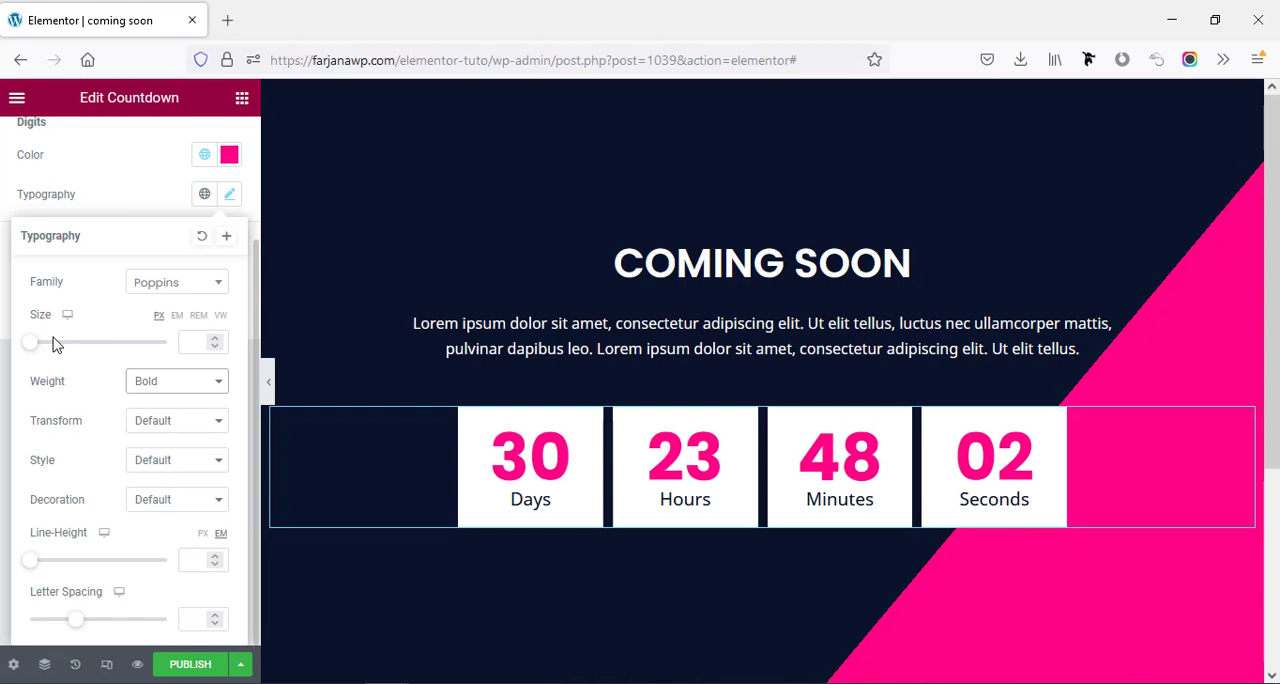 Elementor | coming soon
https://farjanawp.com/elementor-tuto/wp-admin/post.php?post=1039&action=elementor#
Edit Countdown
Digits
Color
Typography
Typography
Family Poppins
Size PX EM REM VW
Weight Bold
Transform Default
Style Default
Decoration Default
Line-Height PX EM
Letter Spacing
PUBLISH
COMING SOON
Lorem ipsum dolor sit amet, consectetur adipiscing elit. Ut elit tellus, luctus nec ullamcorper mattis,
pulvinar dapibus leo. Lorem ipsum dolor sit amet, consectetur adipiscing elit. Ut elit tellus.
30 23 48 02
Days Hours Minutes Seconds